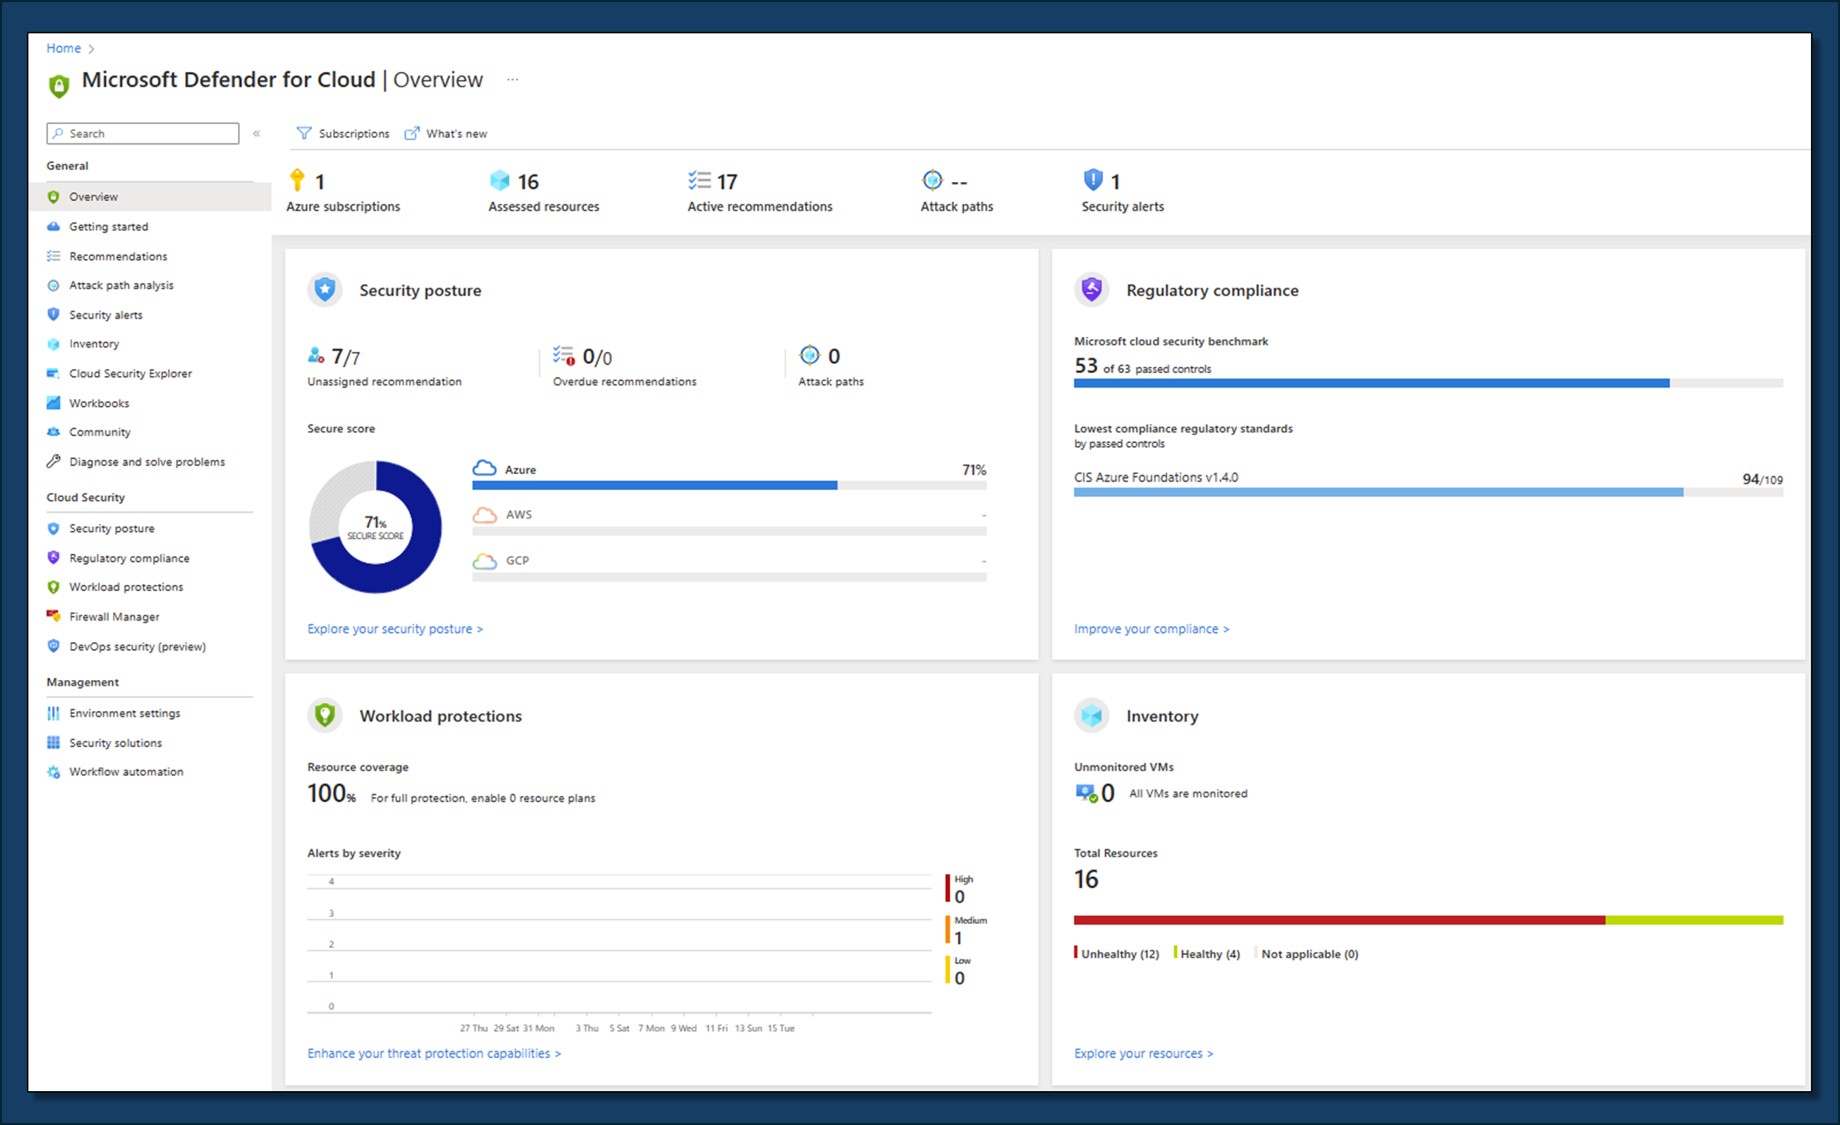 Home >
Microsoft Defender for Cloud | Overview ...
Search «
General
Overview
Getting started
Recommendations
Attack path analysis
Security alerts
Inventory
Cloud Security Explorer
Workbooks
Community
Diagnose and solve problems
Cloud Security
Security posture
Regulatory compliance
Workload protections
Firewall Manager
DevOps security (preview)
Management
Environment settings
Security solutions
Workflow automation
Subscriptions What's new
1
Azure subscriptions
16
Assessed resources
17
Active recommendations
--
Attack paths
1
Security alerts
Security posture
7/7
Unassigned recommendation
0/0
Overdue recommendations
0
Attack paths
Secure score
71%
SECURE SCORE
Azure 71%
AWS -
GCP -
Explore your security posture >
Regulatory compliance
Microsoft cloud security benchmark
53 of 63 passed controls
Lowest compliance regulatory standards
by passed controls
CIS Azure Foundations v1.4.0 94/109
Improve your compliance >
Workload protections
Resource coverage
100% For full protection, enable 0 resource plans
Alerts by severity
4
3
2
1
0
27 Thu 29 Sat 31 Mon 3 Thu 5 Sat 7 Mon 9 Wed 11 Fri 13 Sun 15 Tue
High
0
Medium
1
Low
0
Enhance your threat protection capabilities >
Inventory
Unmonitored VMs
0 All VMs are monitored
Total Resources
16
Unhealthy (12) Healthy (4) Not applicable (0)
Explore your resources >